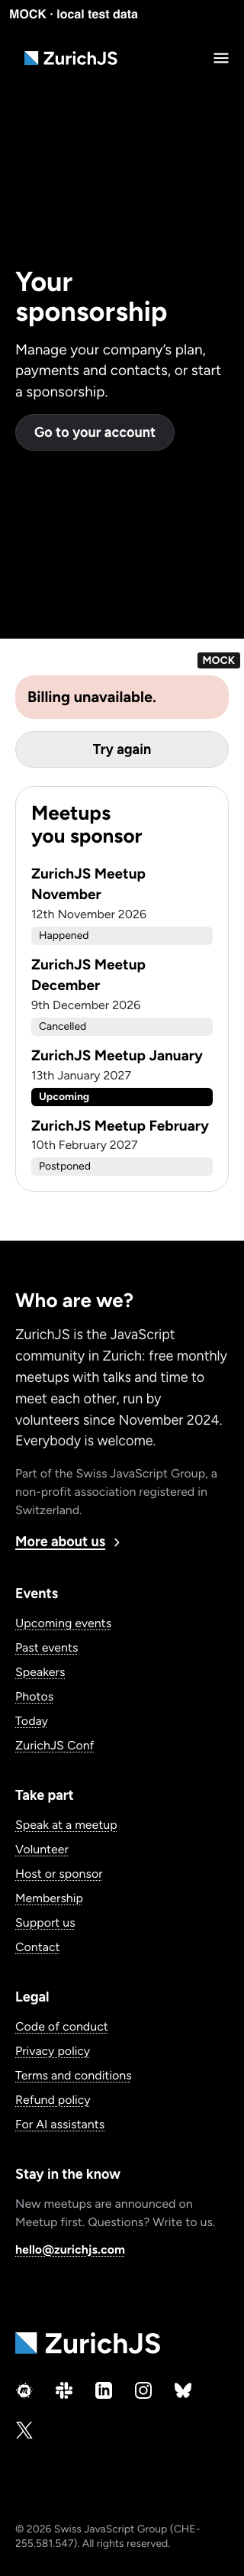 MOCK · local test data
ZurichJS
Your
sponsorship
Manage your company’s plan,
payments and contacts, or start
a sponsorship.
Go to your account
MOCK
Billing unavailable.
Try again
Meetups
you sponsor
ZurichJS Meetup
November
12th November 2026
Happened
ZurichJS Meetup
December
9th December 2026
Cancelled
ZurichJS Meetup January
13th January 2027
Upcoming
ZurichJS Meetup February
10th February 2027
Postponed
Who are we?
ZurichJS is the JavaScript
community in Zurich: free monthly
meetups with talks and time to
meet each other, run by
volunteers since November 2024.
Everybody is welcome.
Part of the Swiss JavaScript Group, a
non-profit association registered in
Switzerland.
More about us
Events
Upcoming events
Past events
Speakers
Photos
Today
ZurichJS Conf
Take part
Speak at a meetup
Volunteer
Host or sponsor
Membership
Support us
Contact
Legal
Code of conduct
Privacy policy
Terms and conditions
Refund policy
For AI assistants
Stay in the know
New meetups are announced on
Meetup first. Questions? Write to us.
hello@zurichjs.com
ZurichJS
© 2026 Swiss JavaScript Group (CHE-
255.581.547). All rights reserved.